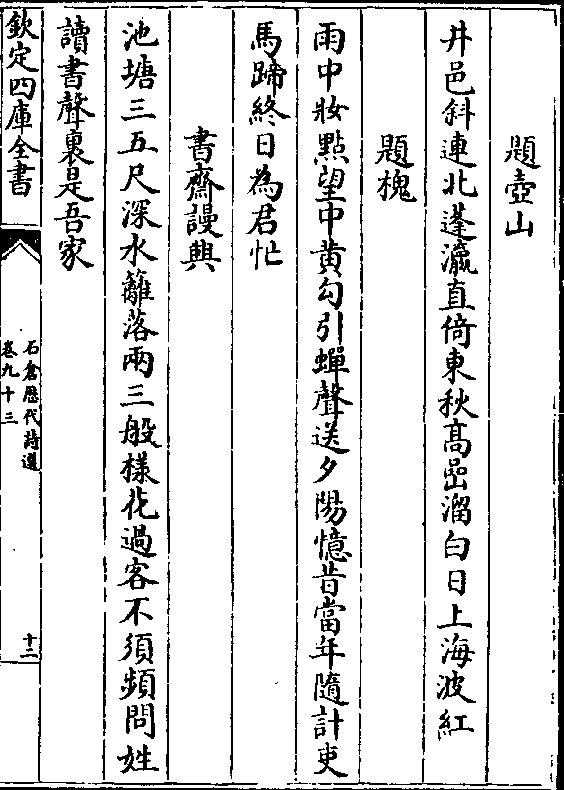 題壺山
井邑斜連北蓬瀛直倚東秋髙嵒溜白日上海波紅
題槐
雨中妝點望中黄勾引蟬聲送夕陽憶昔當年隨計吏
馬蹄終日為君忙
書齋謾興
池塘三五尺深水籬落兩三般様花過客不須頻問姓
讀書聲裏是吾家
欽定四庫全書
石倉歴代詩選
卷九十三
十二